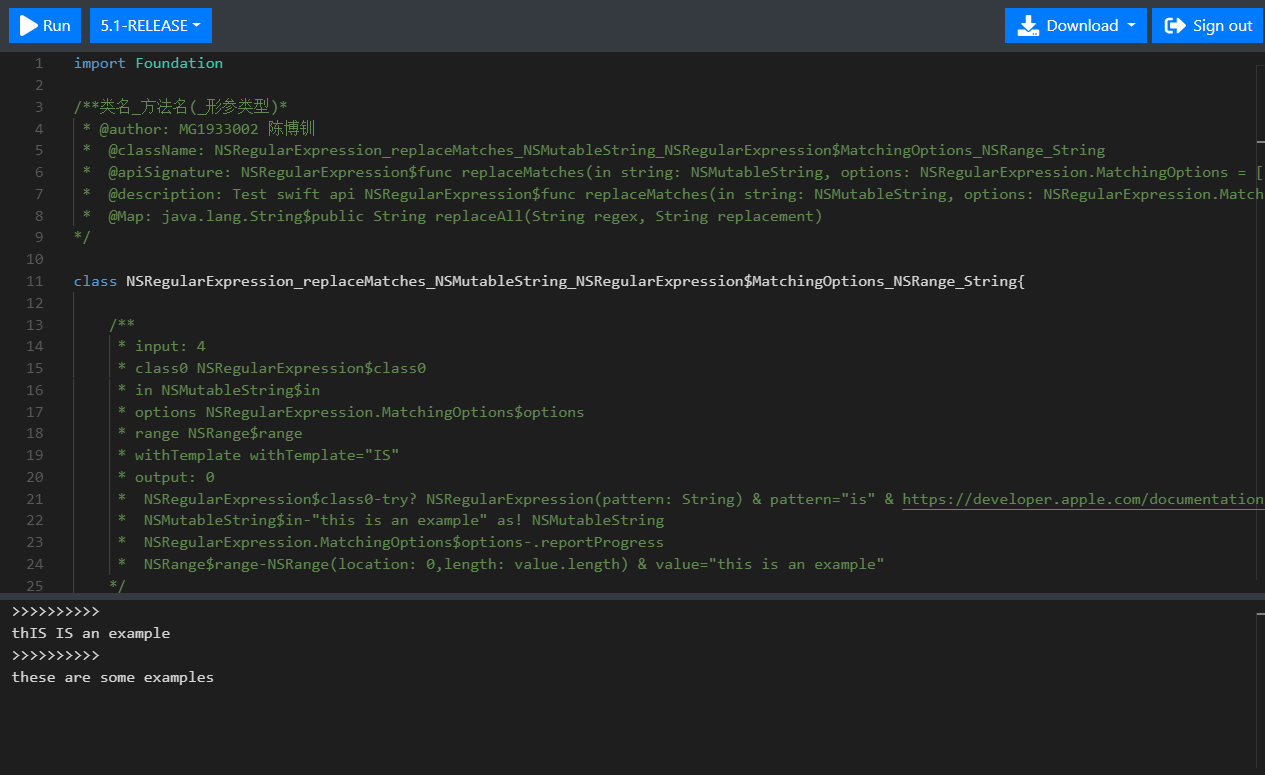 Run
5.1-RELEASE
Download
Sign out
1 import Foundation
2
3 /**类名_方法名(_形参类型)*
4 * @author: MG1933002 陈博钏
5 * @className: NSRegularExpression_replaceMatches_NSMutableString_NSRegularExpression$MatchingOptions_NSRange_String
6 * @apiSignature: NSRegularExpression$func replaceMatches(in string: NSMutableString, options: NSRegularExpression.MatchingOptions = [
7 * @description: Test swift api NSRegularExpression$func replaceMatches(in string: NSMutableString, options: NSRegularExpression.Match
8 * @Map: java.lang.String$public String replaceAll(String regex, String replacement)
9 */
10
11 class NSRegularExpression_replaceMatches_NSMutableString_NSRegularExpression$MatchingOptions_NSRange_String{
12
13 /**
14 * input: 4
15 * class0 NSRegularExpression$class0
16 * in NSMutableString$in
17 * options NSRegularExpression.MatchingOptions$options
18 * range NSRange$range
19 * withTemplate withTemplate="IS"
20 * output: 0
21 * NSRegularExpression$class0-try? NSRegularExpression(pattern: String) & pattern="is" & https://developer.apple.com/documentation
22 * NSMutableString$in-"this is an example" as! NSMutableString
23 * NSRegularExpression.MatchingOptions$options-.reportProgress
24 * NSRange$range-NSRange(location: 0,length: value.length) & value="this is an example"
25 */
>>>>>>>>>>
thIS IS an example
>>>>>>>>>>
these are some examples